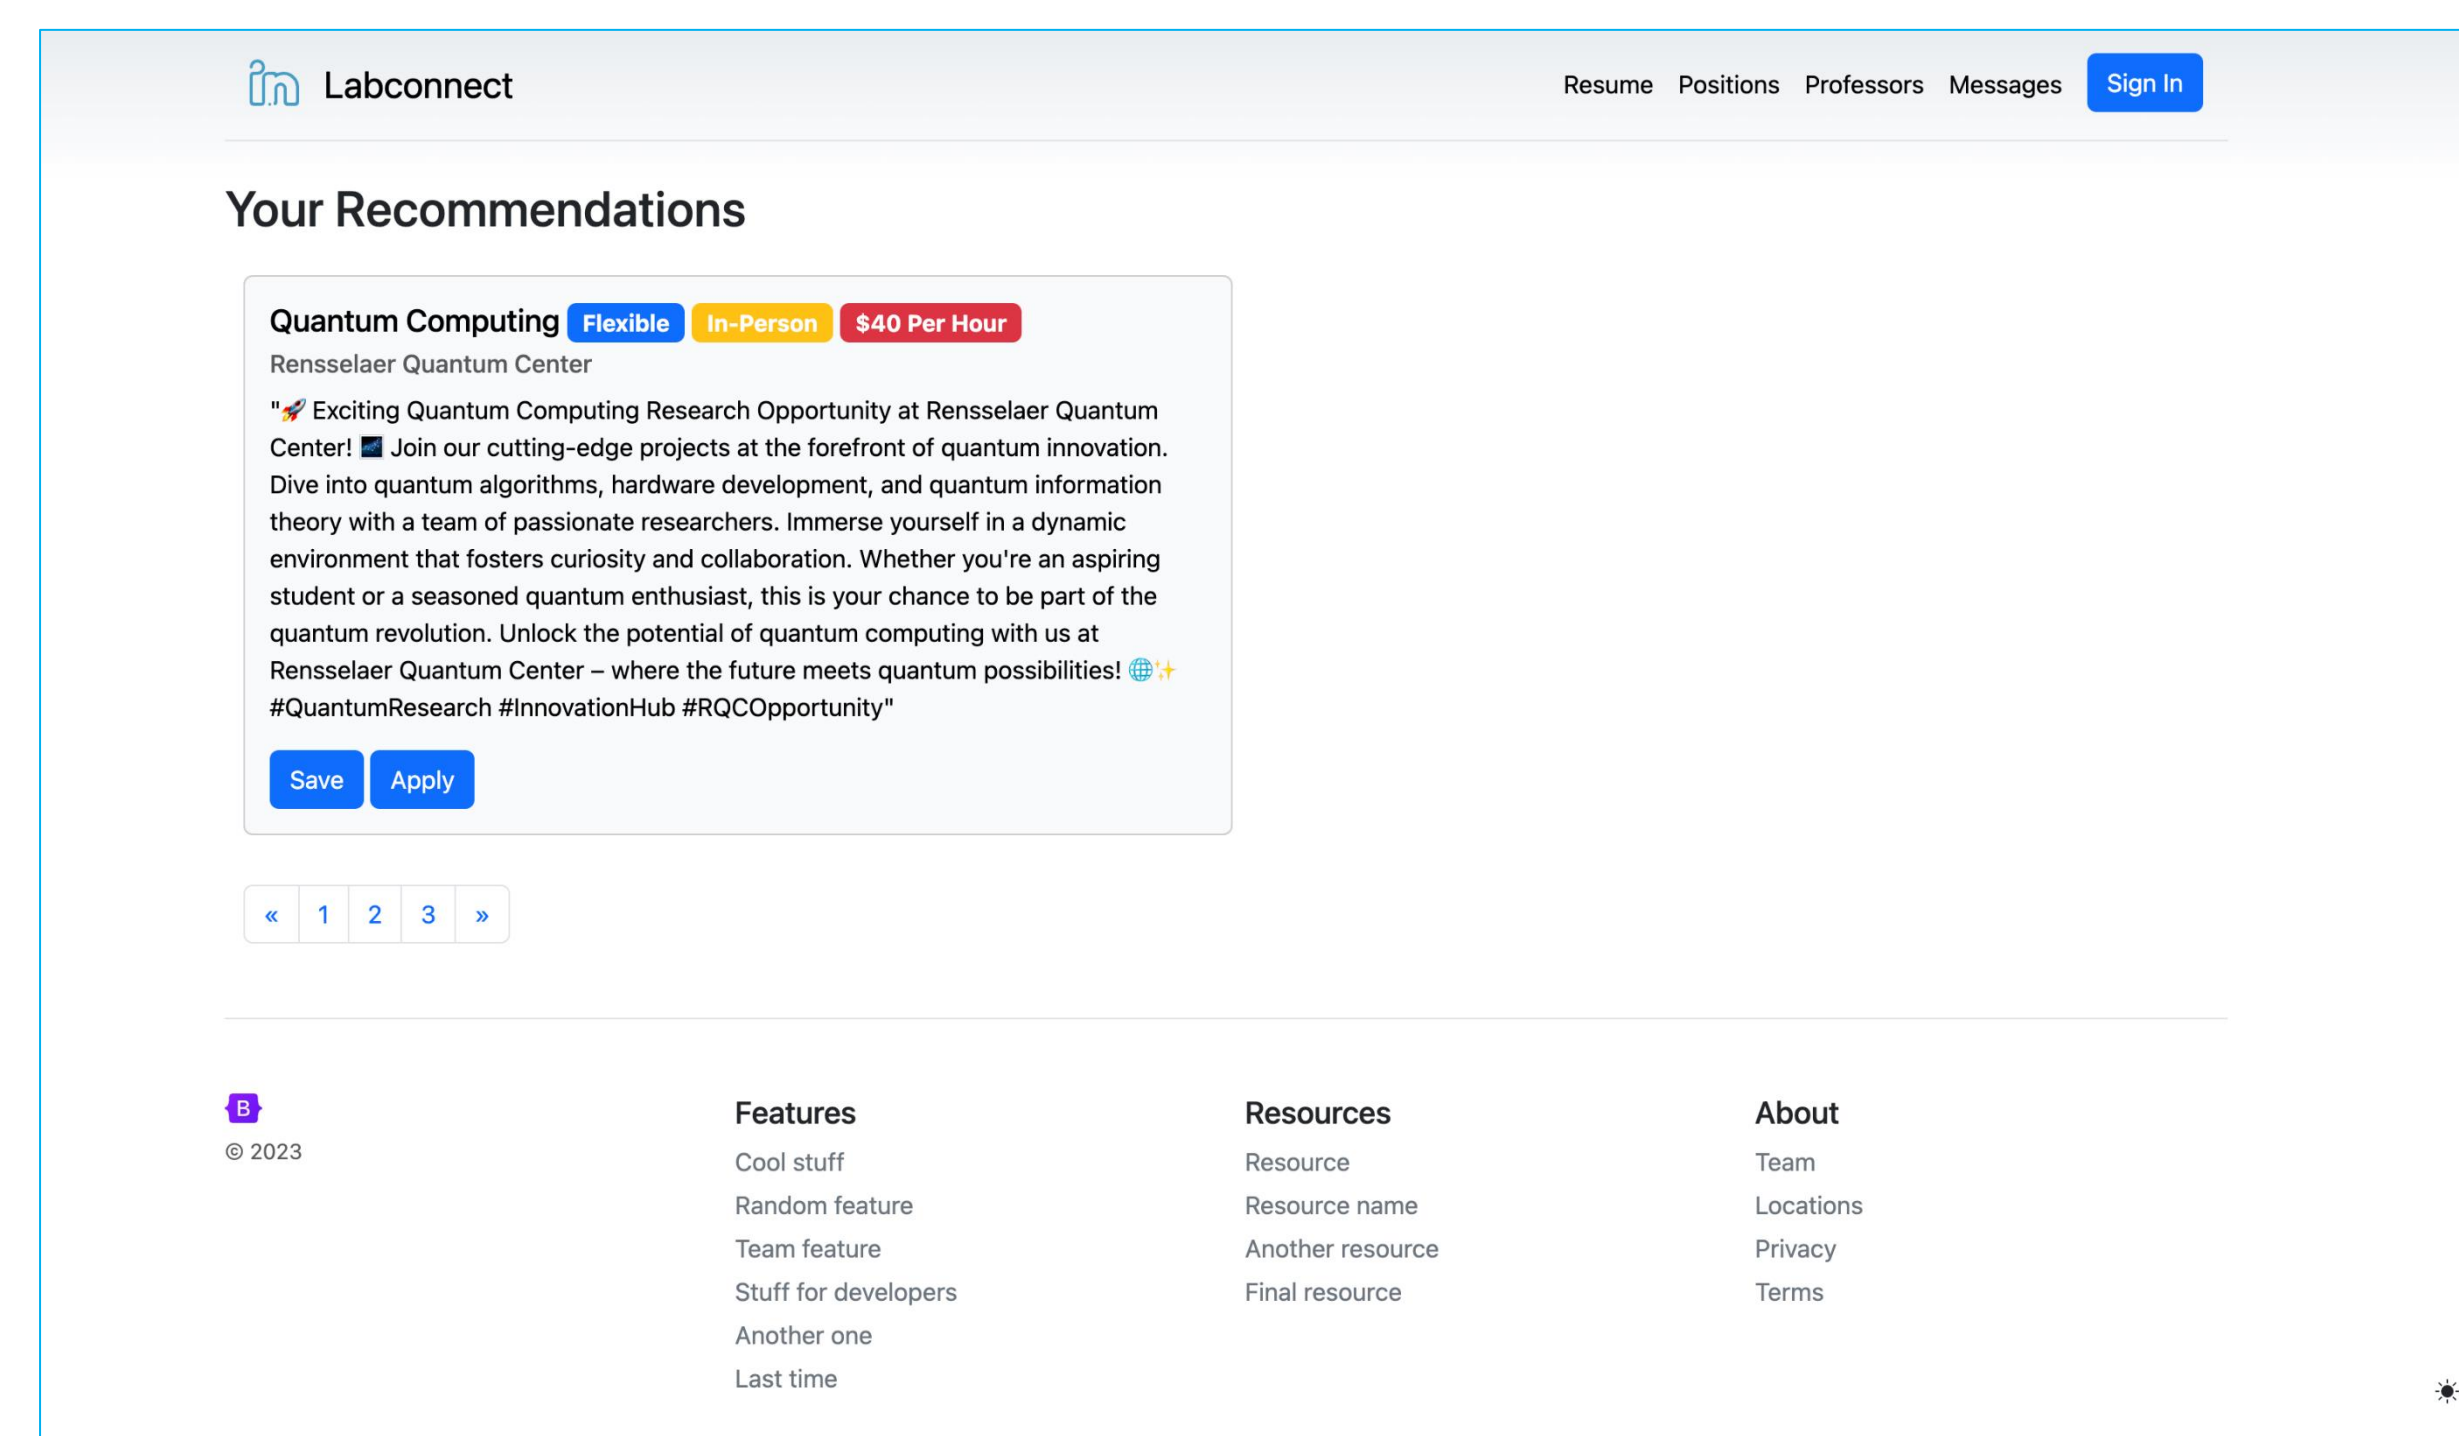 Labconnect
Resume Positions Professors Messages Sign In
Your Recommendations
Quantum Computing Flexible In-Person $40 Per Hour
Rensselaer Quantum Center
"🚀 Exciting Quantum Computing Research Opportunity at Rensselaer Quantum
Center! 🌌 Join our cutting-edge projects at the forefront of quantum innovation.
Dive into quantum algorithms, hardware development, and quantum information
theory with a team of passionate researchers. Immerse yourself in a dynamic
environment that fosters curiosity and collaboration. Whether you're an aspiring
student or a seasoned quantum enthusiast, this is your chance to be part of the
quantum revolution. Unlock the potential of quantum computing with us at
Rensselaer Quantum Center – where the future meets quantum possibilities! 🌐✨
#QuantumResearch #InnovationHub #RQCOpportunity"
Save Apply
« 1 2 3 »
B
© 2023
Features
Cool stuff
Random feature
Team feature
Stuff for developers
Another one
Last time
Resources
Resource
Resource name
Another resource
Final resource
About
Team
Locations
Privacy
Terms